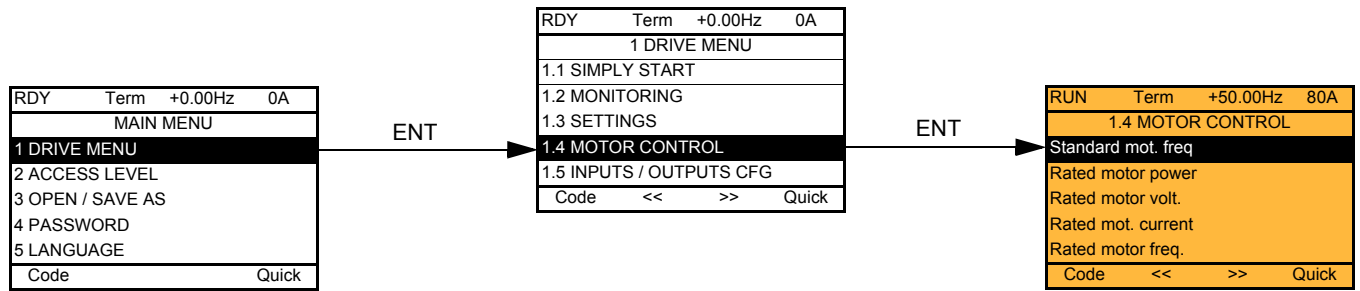 RDY Term +0.00Hz 0A
MAIN MENU
1 DRIVE MENU
2 ACCESS LEVEL
3 OPEN / SAVE AS
4 PASSWORD
5 LANGUAGE
Code Quick
ENT
RDY Term +0.00Hz 0A
1 DRIVE MENU
1.1 SIMPLY START
1.2 MONITORING
1.3 SETTINGS
1.4 MOTOR CONTROL
1.5 INPUTS / OUTPUTS CFG
Code << >> Quick
ENT
RUN Term +50.00Hz 80A
1.4 MOTOR CONTROL
Standard mot. freq
Rated motor power
Rated motor volt.
Rated mot. current
Rated motor freq.
Code << >> Quick